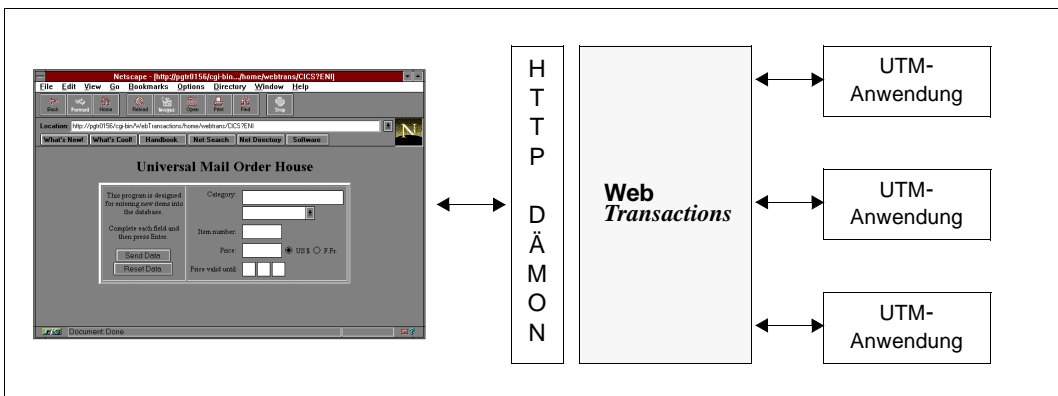 Netscape - [http://pgtr0156/cgi-bin.../home/webtrans/CICS?ENI]
File Edit View Go Bookmarks Options Directory Window Help
Back Forward Home Reload Images Open Print Find Stop
Location: http://pgtr0156/cgi-bin/WebTransactions/home/webtrans/CICS?ENI
N
What's New! What's Cool! Handbook Net Search Net Directory Software
Universal Mail Order House
This program is designed
for entering new items into
the database.
Complete each field and
then press Enter.
Send Data
Reset Data
Category:
Item number:
Price: US $ F.Fr.
Price valid until:
Document: Done
HTTP DÄMON
Web
Transactions
UTM-
Anwendung
UTM-
Anwendung
UTM-
Anwendung